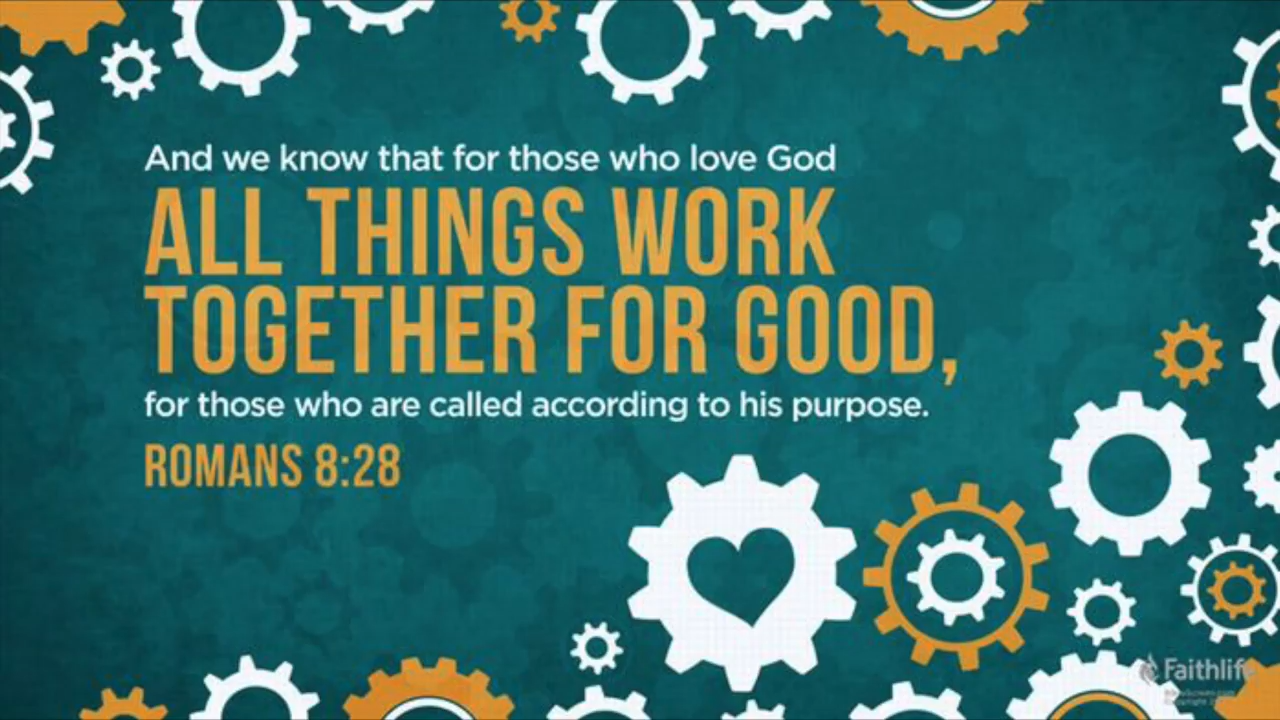 And we know that for those who love God
ALL THINGS WORK
TOGETHER FOR GOOD,
for those who are called according to his purpose.
ROMANS 8:28
Faithlife